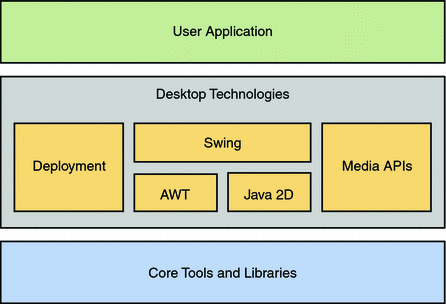 User Application
Desktop Technologies
Deployment
Swing
AWT
Java 2D
Media APIs
Core Tools and Libraries